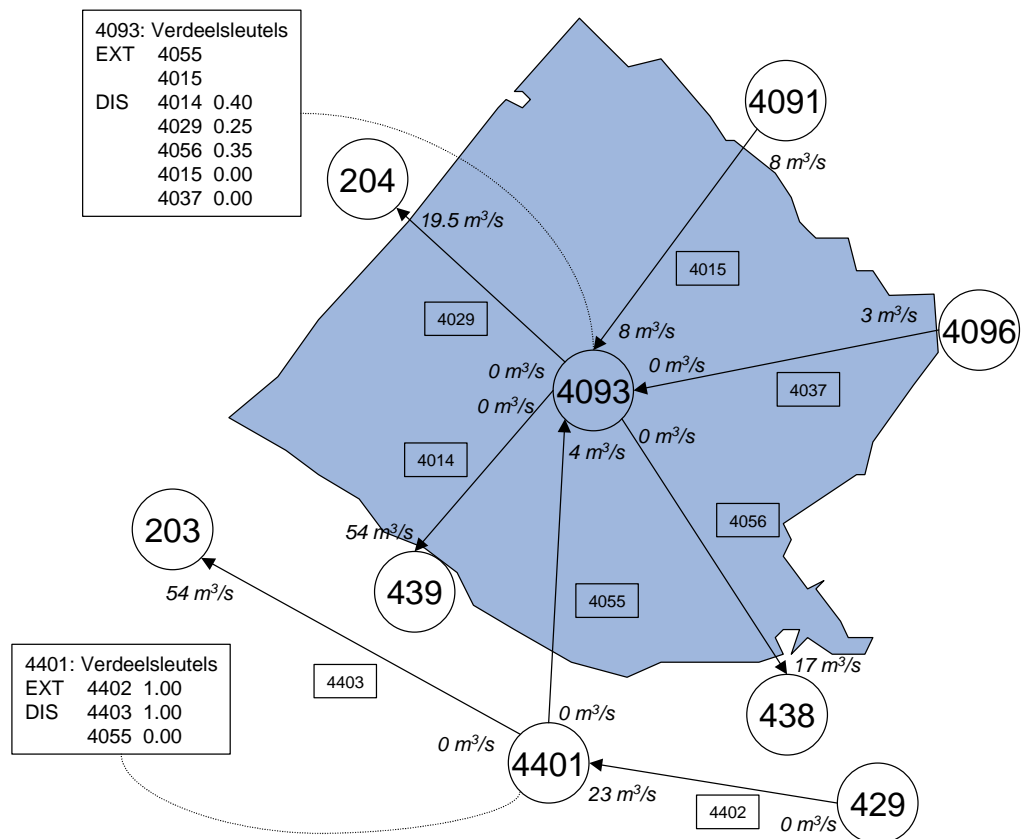 4093: Verdeelsleutels
EXT 4055
4015
DIS 4014 0.40
4029 0.25
4056 0.35
4015 0.00
4037 0.00
4091
8 m³/s
204
19.5 m³/s
4015
4029
8 m³/s
3 m³/s
4096
0 m³/s
4093
0 m³/s
4037
0 m³/s
4 m³/s
0 m³/s
4014
4056
203
54 m³/s
54 m³/s
439
4055
4401: Verdeelsleutels
EXT 4402 1.00
DIS 4403 1.00
4055 0.00
4403
17 m³/s
438
0 m³/s
0 m³/s
4401
23 m³/s
4402
0 m³/s
429